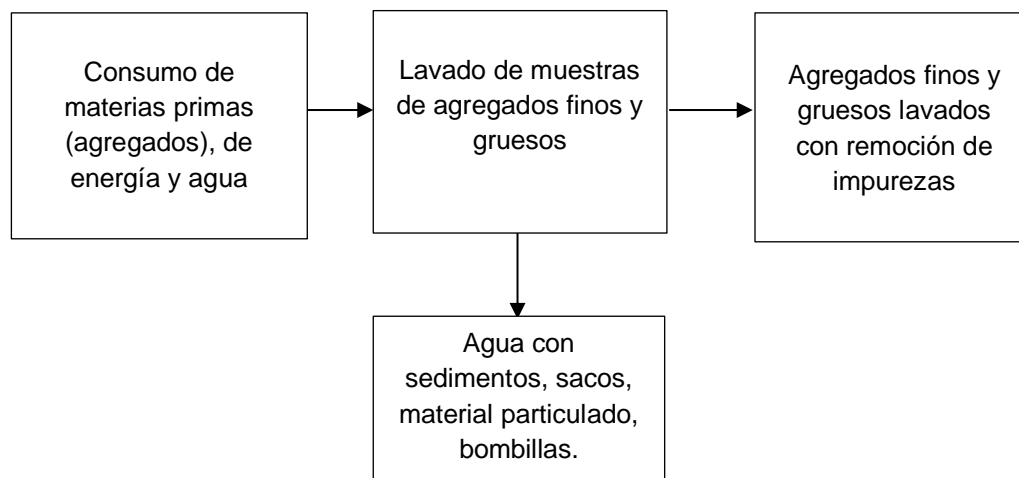 Consumo de
materias primas
(agregados), de
energía y agua
Lavado de muestras
de agregados finos y
gruesos
Agregados finos y
gruesos lavados
con remoción de
impurezas
Agua con
sedimentos, sacos,
material particulado,
bombillas.